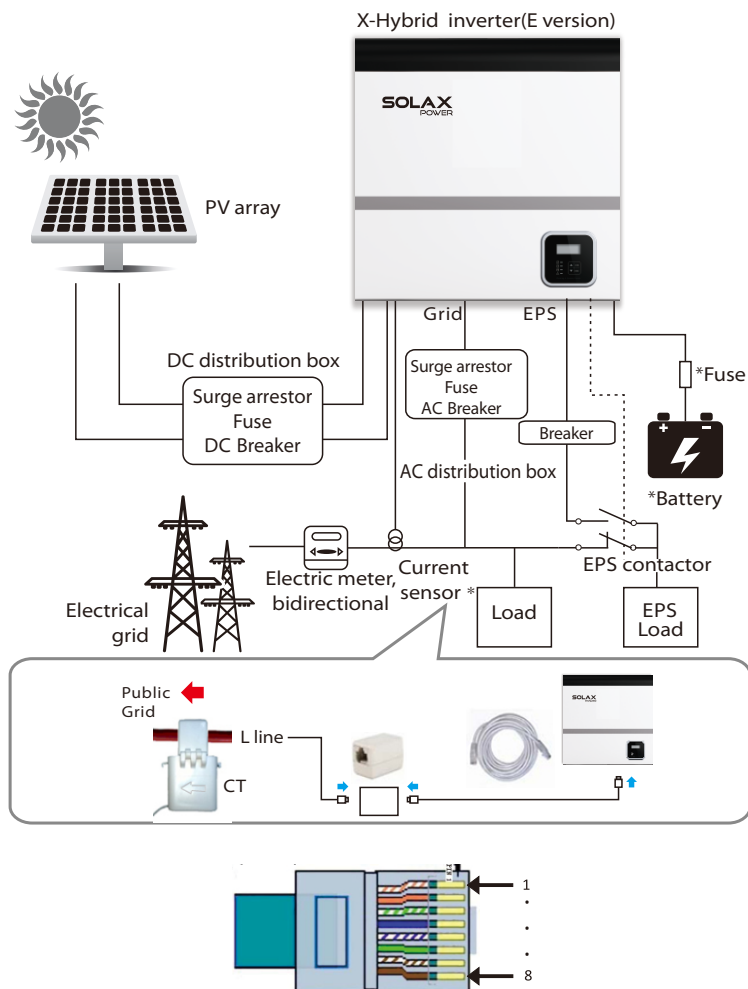 X-Hybrid inverter(E version)
SOLAX
POWER
PV array
Grid
EPS
DC distribution box
Surge arrestor
Fuse
DC Breaker
Surge arrestor
Fuse
AC Breaker
*Fuse
Breaker
+
-
*Battery
AC distribution box
EPS contactor
Electric meter,
bidirectional
Current
sensor *
Electrical
grid
Load
EPS
Load
Public
Grid
L line
CT
SOLAX
POWER
1
8